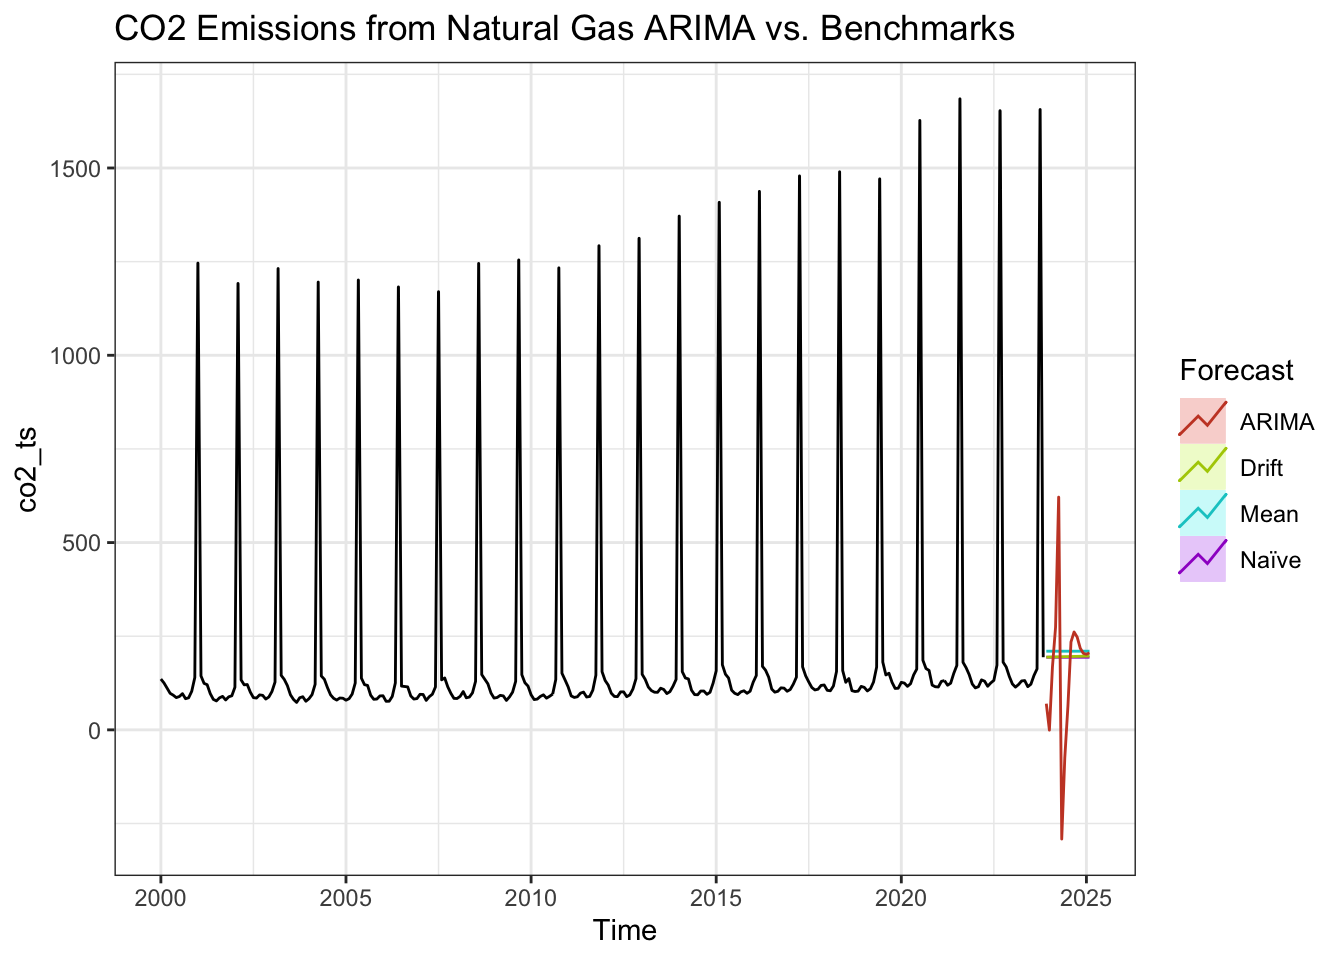 CO2 Emissions from Natural Gas ARIMA vs. Benchmarks
1500
1000
500
0
co2_ts
2000 2005 2010 2015 2020 2025
Time
Forecast
ARIMA
Drift
Mean
Naïve